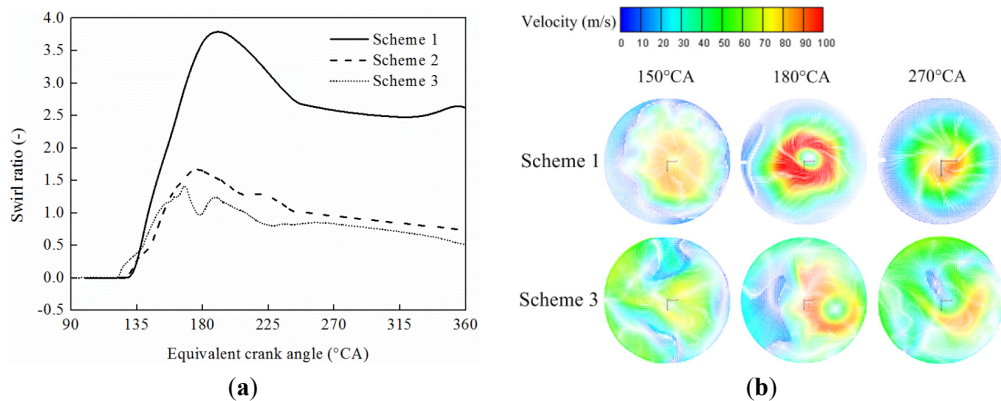 4.0
3.5
3.0
2.5
2.0
1.5
1.0
0.5
0.0
-0.5
90 135 180 225 270 315 360
Swirl ratio (-)
Equivalent crank angle (°CA)
Scheme 1
Scheme 2
Scheme 3
(a)
Velocity (m/s)
0 10 20 30 40 50 60 70 80 90 100
150°CA 180°CA 270°CA
Scheme 1
Scheme 3
(b)